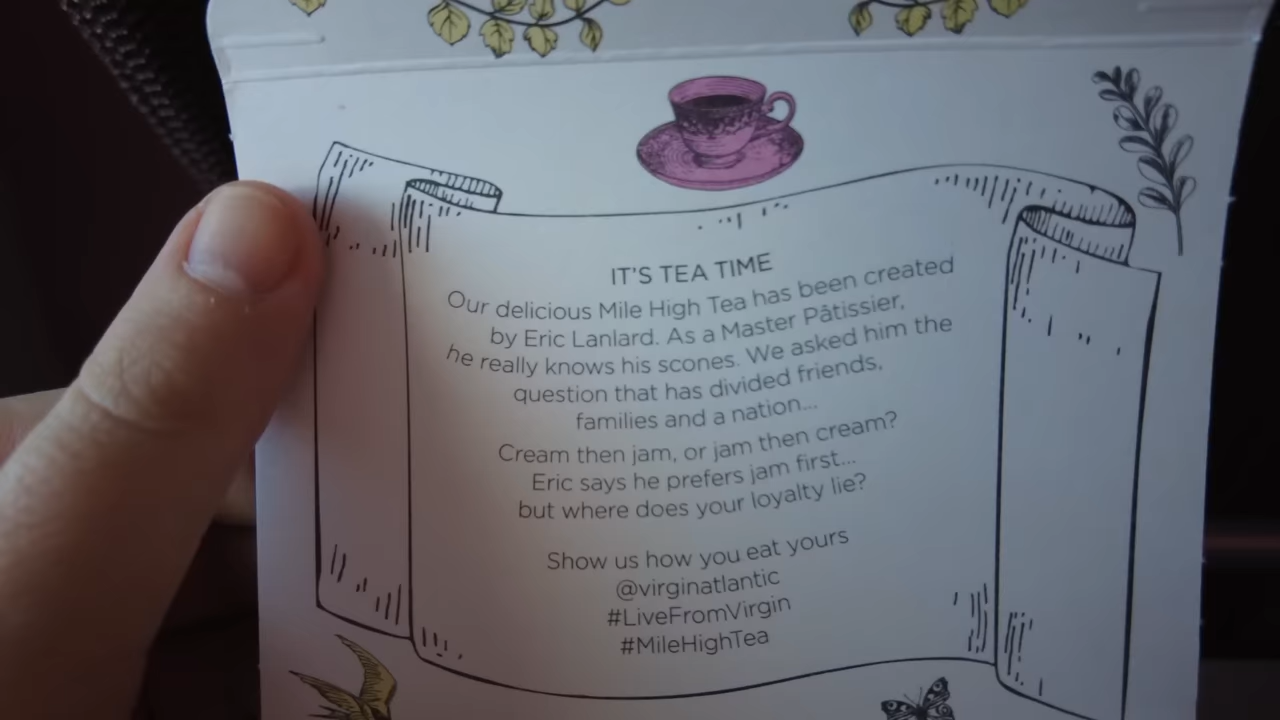 IT'S TEA TIME
Our delicious Mile High Tea has been created
by Eric Lanlard. As a Master Pâtissier,
he really knows his scones. We asked him the
question that has divided friends,
families and a nation...
Cream then jam, or jam then cream?
Eric says he prefers jam first...
but where does your loyalty lie?
Show us how you eat yours
@virginatlantic
#LiveFromVirgin
#MileHighTea